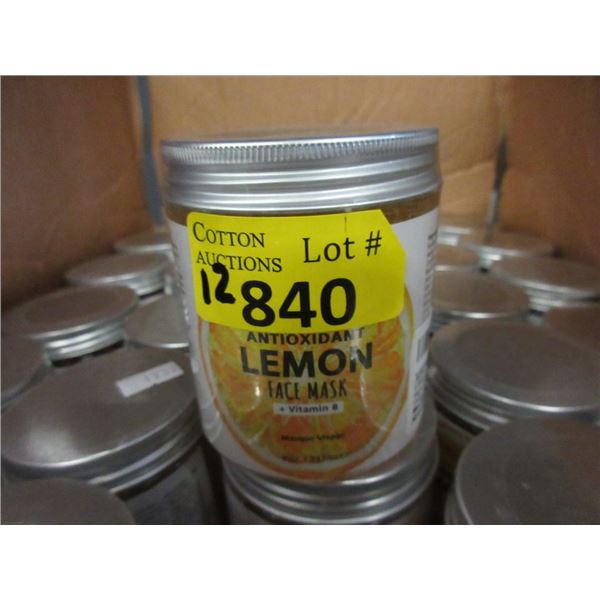 COTTON
AUCTIONS
Lot #
12
840
ANTIOXIDANT
LEMON
FACE MASK
+ Vitamin B